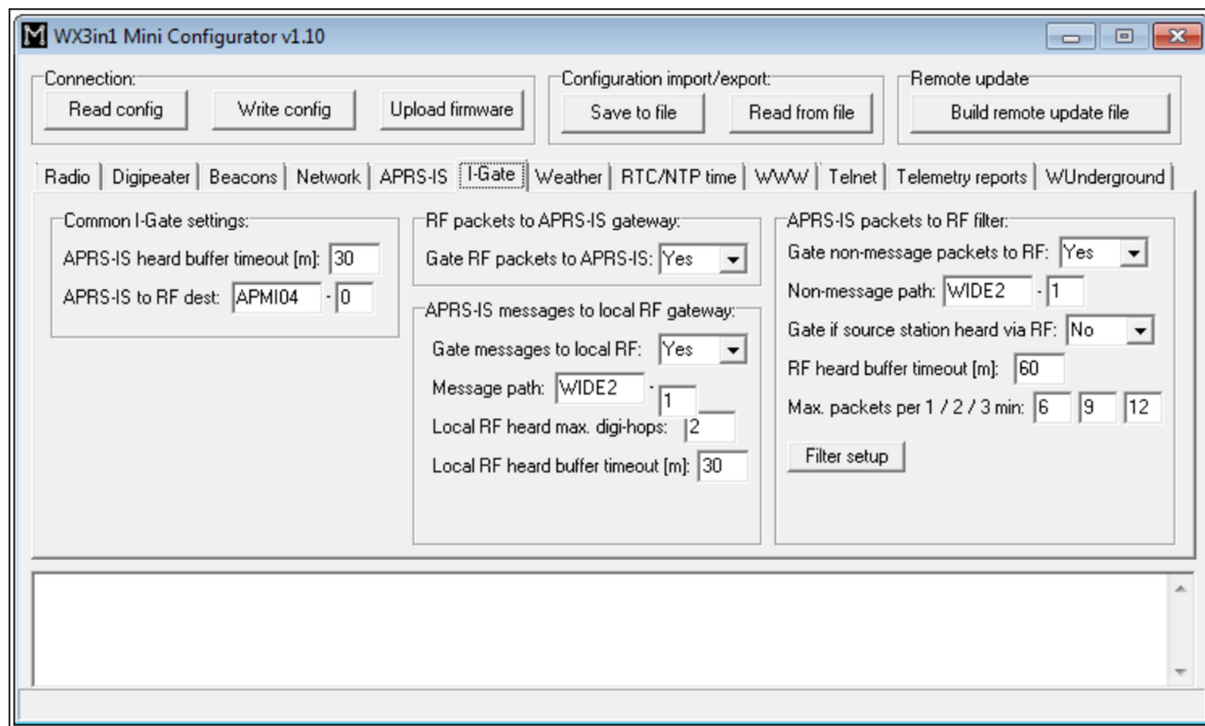 WX3in1 Mini Configurator v1.10
Connection:
Read config Write config Upload firmware
Configuration import/export:
Save to file Read from file
Remote update
Build remote update file
Radio Digipeater Beacons Network APRS-IS I-Gate Weather RTC/NTP time WWW Telnet Telemetry reports WUnderground
Common I-Gate settings:
APRS-IS heard buffer timeout [m]: 30
APRS-IS to RF dest: APMI04 - 0
RF packets to APRS-IS gateway:
Gate RF packets to APRS-IS: Yes
APRS-IS messages to local RF gateway:
Gate messages to local RF: Yes
Message path: WIDE2 - 1
Local RF heard max. digi-hops: 2
Local RF heard buffer timeout [m]: 30
APRS-IS packets to RF filter:
Gate non-message packets to RF: Yes
Non-message path: WIDE2 - 1
Gate if source station heard via RF: No
RF heard buffer timeout [m]: 60
Max. packets per 1 / 2 / 3 min: 6 9 12
Filter setup